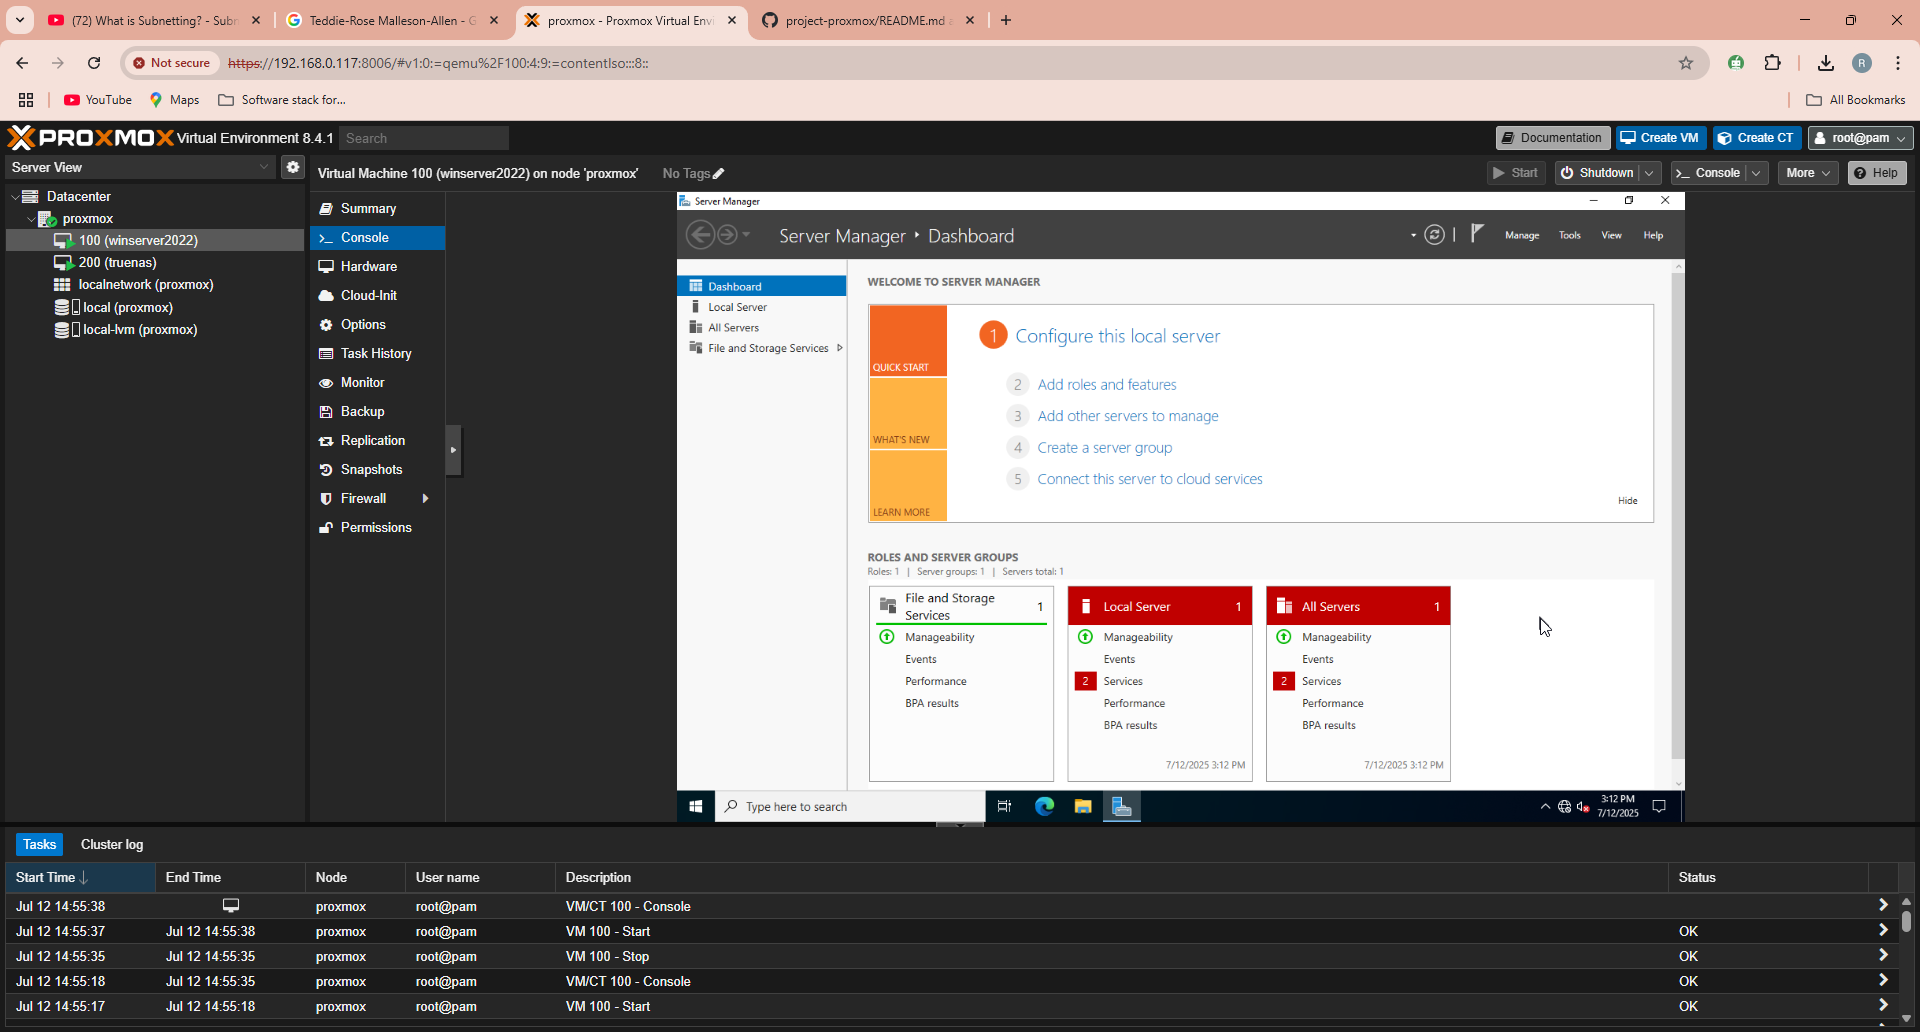 (72) What is Subnetting? - Subn
Teddie-Rose Malleson-Allen - G
proxmox - Proxmox Virtual Envi
project-proxmox/README.md a
Not secure
https://192.168.0.117:8006/#v1:0:=qemu%2F100:4:9:=contentIso:::8::
R
YouTube
Maps
Software stack for...
All Bookmarks
PROXMOX Virtual Environment 8.4.1
Search
Documentation
Create VM
Create CT
root@pam
Server View
Virtual Machine 100 (winserver2022) on node 'proxmox'
No Tags
Start
Shutdown
Console
More
Help
Datacenter
proxmox
100 (winserver2022)
200 (truenas)
localnetwork (proxmox)
local (proxmox)
local-lvm (proxmox)
Summary
Console
Hardware
Cloud-Init
Options
Task History
Monitor
Backup
Replication
Snapshots
Firewall
Permissions
Server Manager
Server Manager • Dashboard
Manage
Tools
View
Help
Dashboard
Local Server
All Servers
File and Storage Services
WELCOME TO SERVER MANAGER
QUICK START
WHAT'S NEW
LEARN MORE
1 Configure this local server
2 Add roles and features
3 Add other servers to manage
4 Create a server group
5 Connect this server to cloud services
Hide
ROLES AND SERVER GROUPS
Roles: 1 | Server groups: 1 | Servers total: 1
File and Storage
Services
1
Manageability
Events
Performance
BPA results
Local Server 1
Manageability
Events
2 Services
Performance
BPA results
7/12/2025 3:12 PM
All Servers 1
Manageability
Events
2 Services
Performance
BPA results
7/12/2025 3:12 PM
Type here to search
3:12 PM
7/12/2025
Tasks
Cluster log
Start Time End Time Node User name Description Status
Jul 12 14:55:38 proxmox root@pam VM/CT 100 - Console
Jul 12 14:55:37 Jul 12 14:55:38 proxmox root@pam VM 100 - Start OK
Jul 12 14:55:35 Jul 12 14:55:35 proxmox root@pam VM 100 - Stop OK
Jul 12 14:55:18 Jul 12 14:55:35 proxmox root@pam VM/CT 100 - Console OK
Jul 12 14:55:17 Jul 12 14:55:18 proxmox root@pam VM 100 - Start OK